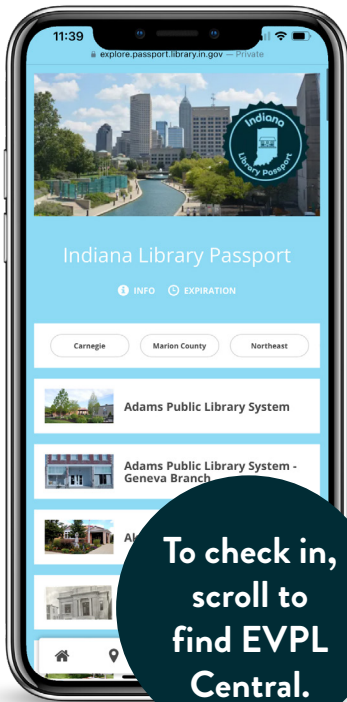 11:39
explore.passport.library.in.gov — Private
Indiana
Library Passport
Indiana Library Passport
INFO EXPIRATION
Carnegie Marion County Northeast
Adams Public Library System
Adams Public Library System -
Geneva Branch
To check in,
scroll to
find EVPL
Central.